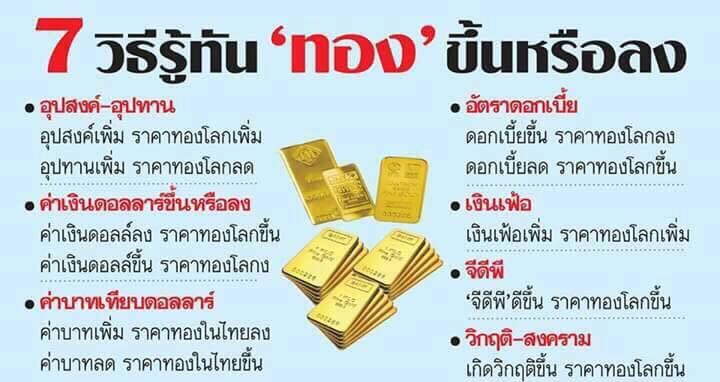 7 วิธีรู้ทัน ‘ทอง’ ขึ้นหรือลง
อุปสงค์-อุปทาน
อุปสงค์เพิ่ม ราคาทองโลกเพิ่ม
อุปทานเพิ่ม ราคาทองโลกลด
ค่าเงินดอลลาร์ขึ้นหรือลง
ค่าเงินดอลล์ลง ราคาทองโลกขึ้น
ค่าเงินดอลล์ขึ้น ราคาทองโลกง
ค่าบาทเทียบดอลลาร์
ค่าบาทเพิ่ม ราคาทองในไทยลง
ค่าบาทลด ราคาทองในไทยขึ้น
อัตราดอกเบี้ย
ดอกเบี้ยขึ้น ราคาทองโลกลง
ดอกเบี้ยลด ราคาทองโลกขึ้น
เงินเฟ้อ
เงินเฟ้อเพิ่ม ราคาทองโลกเพิ่ม
จีดีพี
‘จีดีพี’ดีขึ้น ราคาทองโลกขึ้น
วิกฤติ-สงคราม
เกิดวิกฤติขึ้น ราคาทองโลกขึ้น